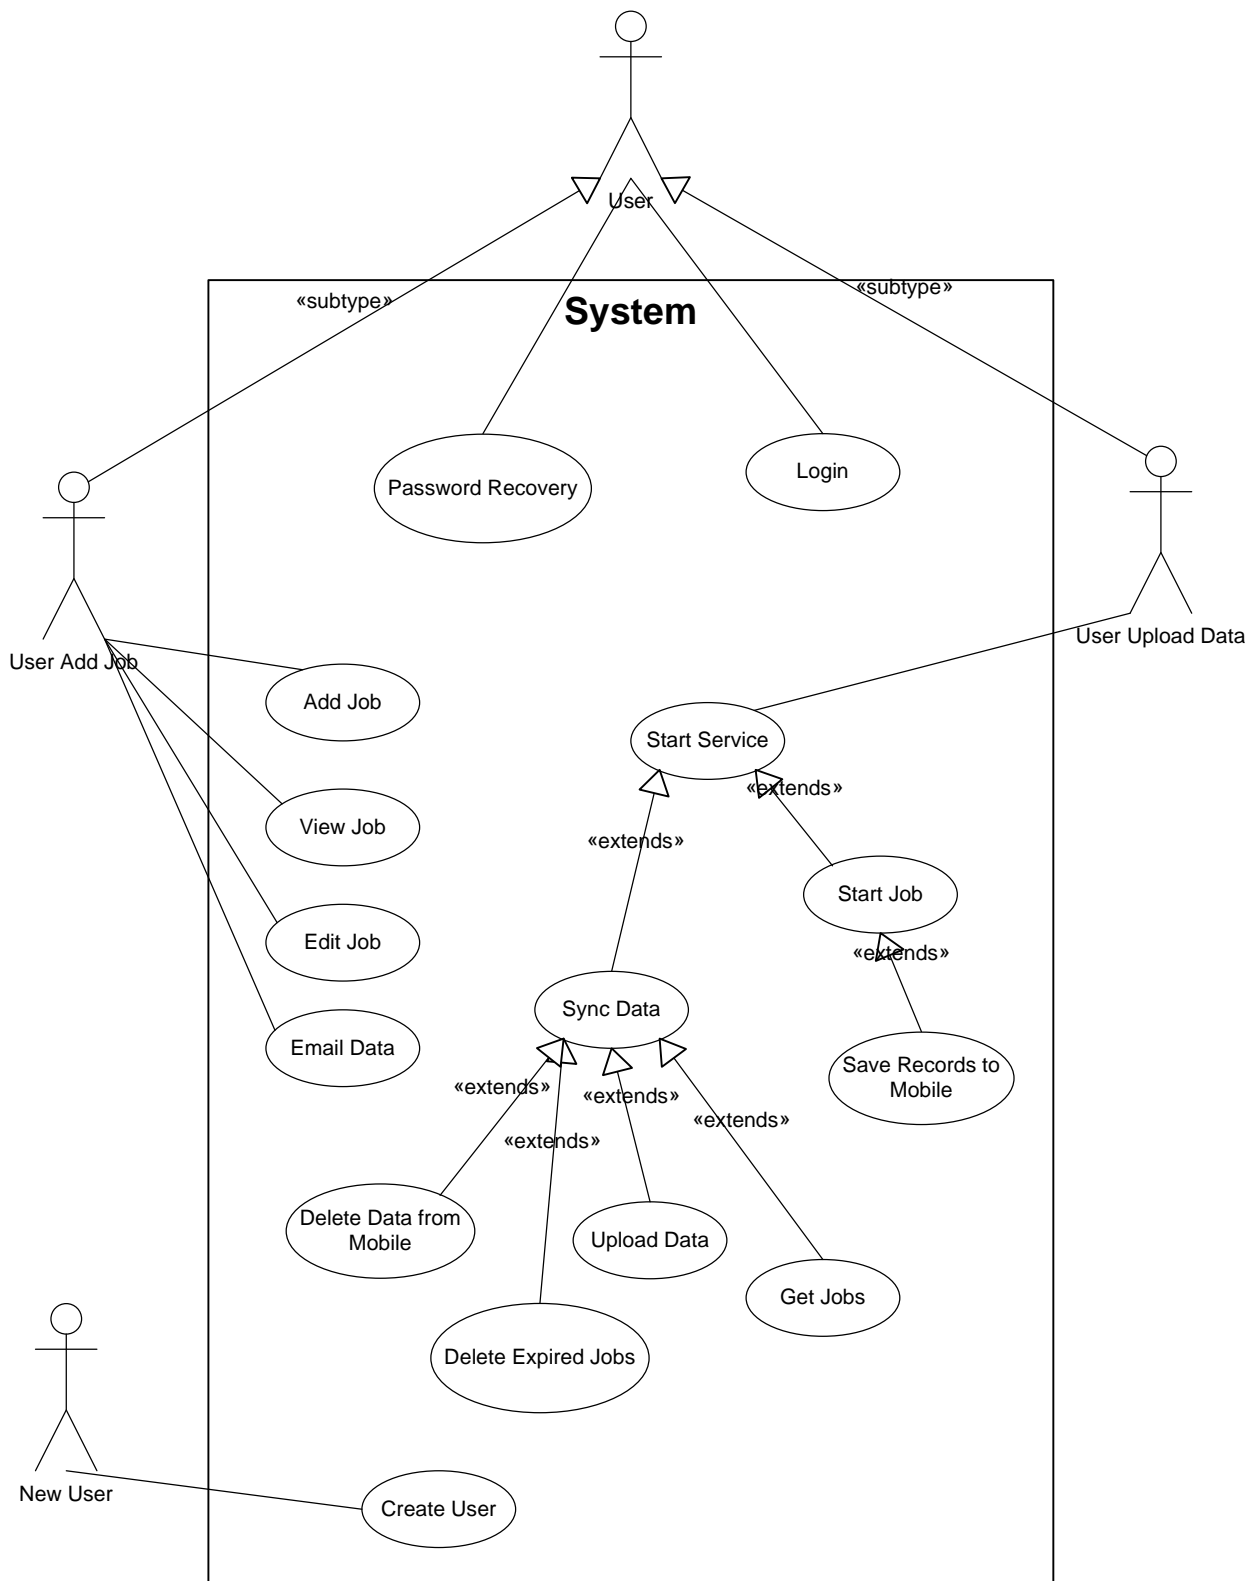 User
«subtype»
«subtype»
System
Password Recovery
Login
User Add Job
User Upload Data
Add Job
Start Service
«extends»
View Job
«extends»
Start Job
Edit Job
«extends»
Sync Data
Email Data
Save Records to
Mobile
«extends»
«extends»
«extends»
«extends»
Delete Data from
Mobile
Upload Data
Get Jobs
Delete Expired Jobs
New User
Create User